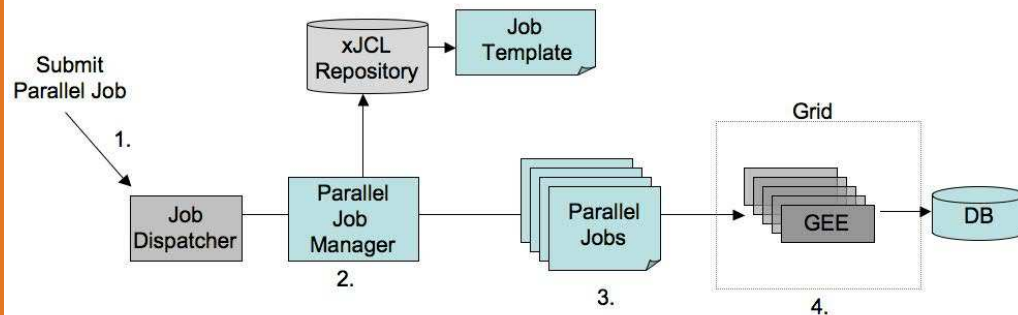 Submit
Parallel Job
1.
Job
Dispatcher
xJCL
Repository
Job
Template
Parallel
Job
Manager
2.
Parallel
Jobs
3.
Grid
GEE
4.
DB